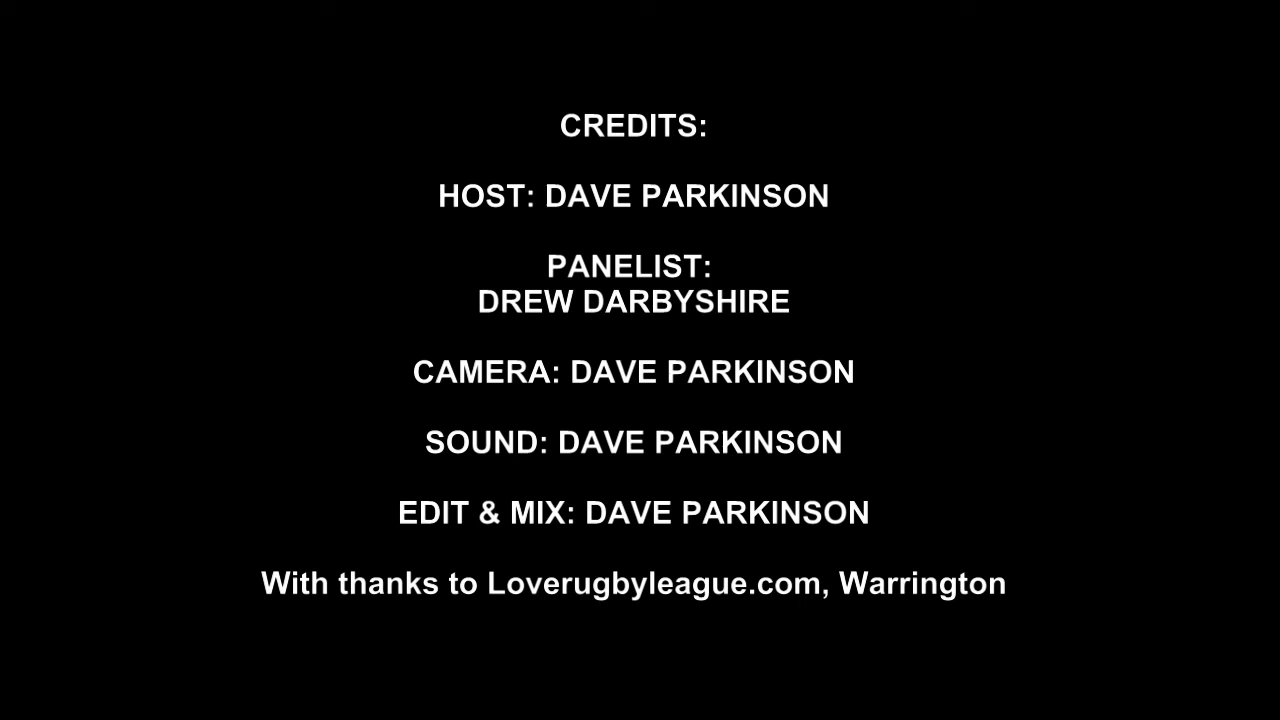 CREDITS:
HOST: DAVE PARKINSON
PANELIST:
DREW DARBYSHIRE
CAMERA: DAVE PARKINSON
SOUND: DAVE PARKINSON
EDIT & MIX: DAVE PARKINSON
With thanks to Loverugbyleague.com, Warrington